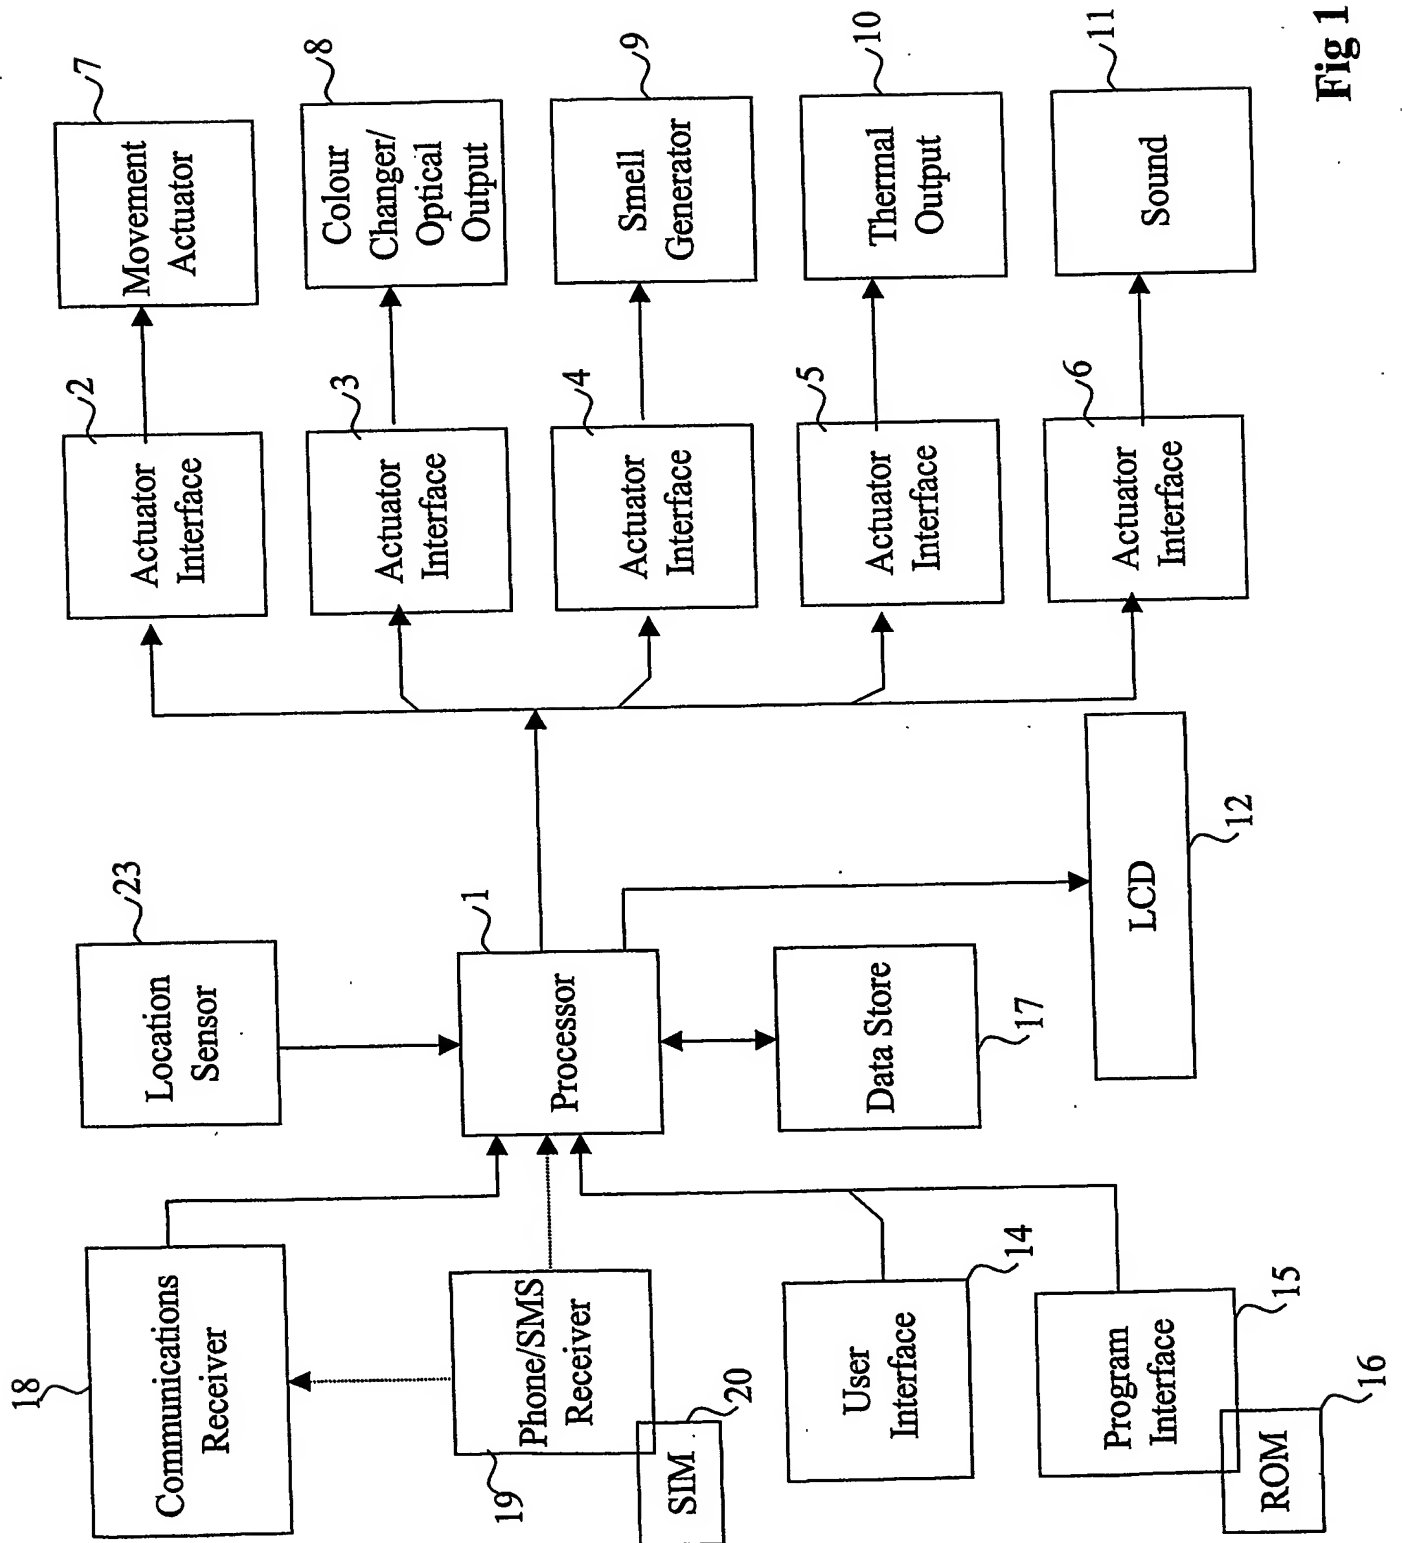 Fig 1
7
Movement
Actuator
8
Colour
Changer/
Optical
Output
9
Smell
Generator
10
Thermal
Output
11
Sound
2
Actuator
Interface
3
Actuator
Interface
4
Actuator
Interface
5
Actuator
Interface
6
Actuator
Interface
23
Location
Sensor
1
Processor
17
Data Store
12
LCD
18
Communications
Receiver
19
Phone/SMS
Receiver
20
SIM
14
User
Interface
15
Program
Interface
16
ROM